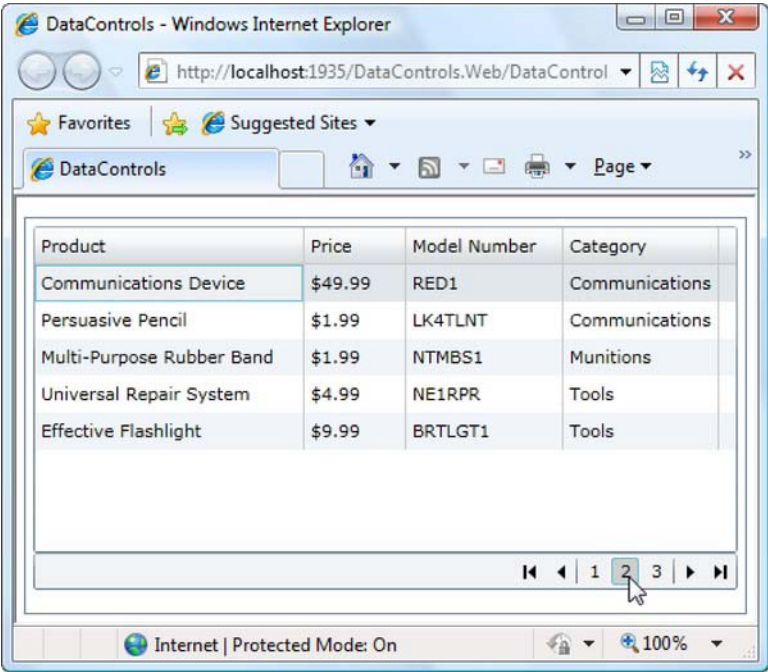 DataControls - Windows Internet Explorer
http://localhost:1935/DataControls.Web/DataControl
Favorites Suggested Sites
DataControls Page »
Product Price Model Number Category
Communications Device $49.99 RED1 Communications
Persuasive Pencil $1.99 LK4TLNT Communications
Multi-Purpose Rubber Band $1.99 NTMBS1 Munitions
Universal Repair System $4.99 NE1RPR Tools
Effective Flashlight $9.99 BRTLGT1 Tools
1 2 3
Internet | Protected Mode: On 100%